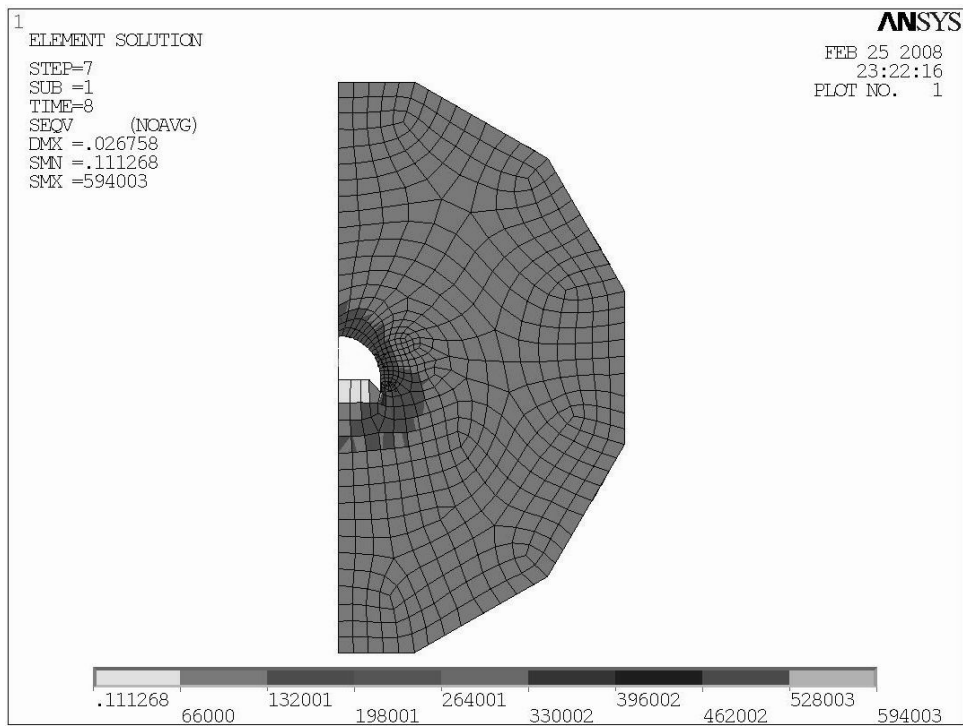 1
ELEMENT SOLUTION
STEP=7
SUB =1
TIME=8
SEQV (NOAVG)
DMX =.026758
SMN =.111268
SMX =594003
ANSYS
FEB 25 2008
23:22:16
PLOT NO. 1
.111268 132001 264001 396002 528003
66000 198001 330002 462002 594003